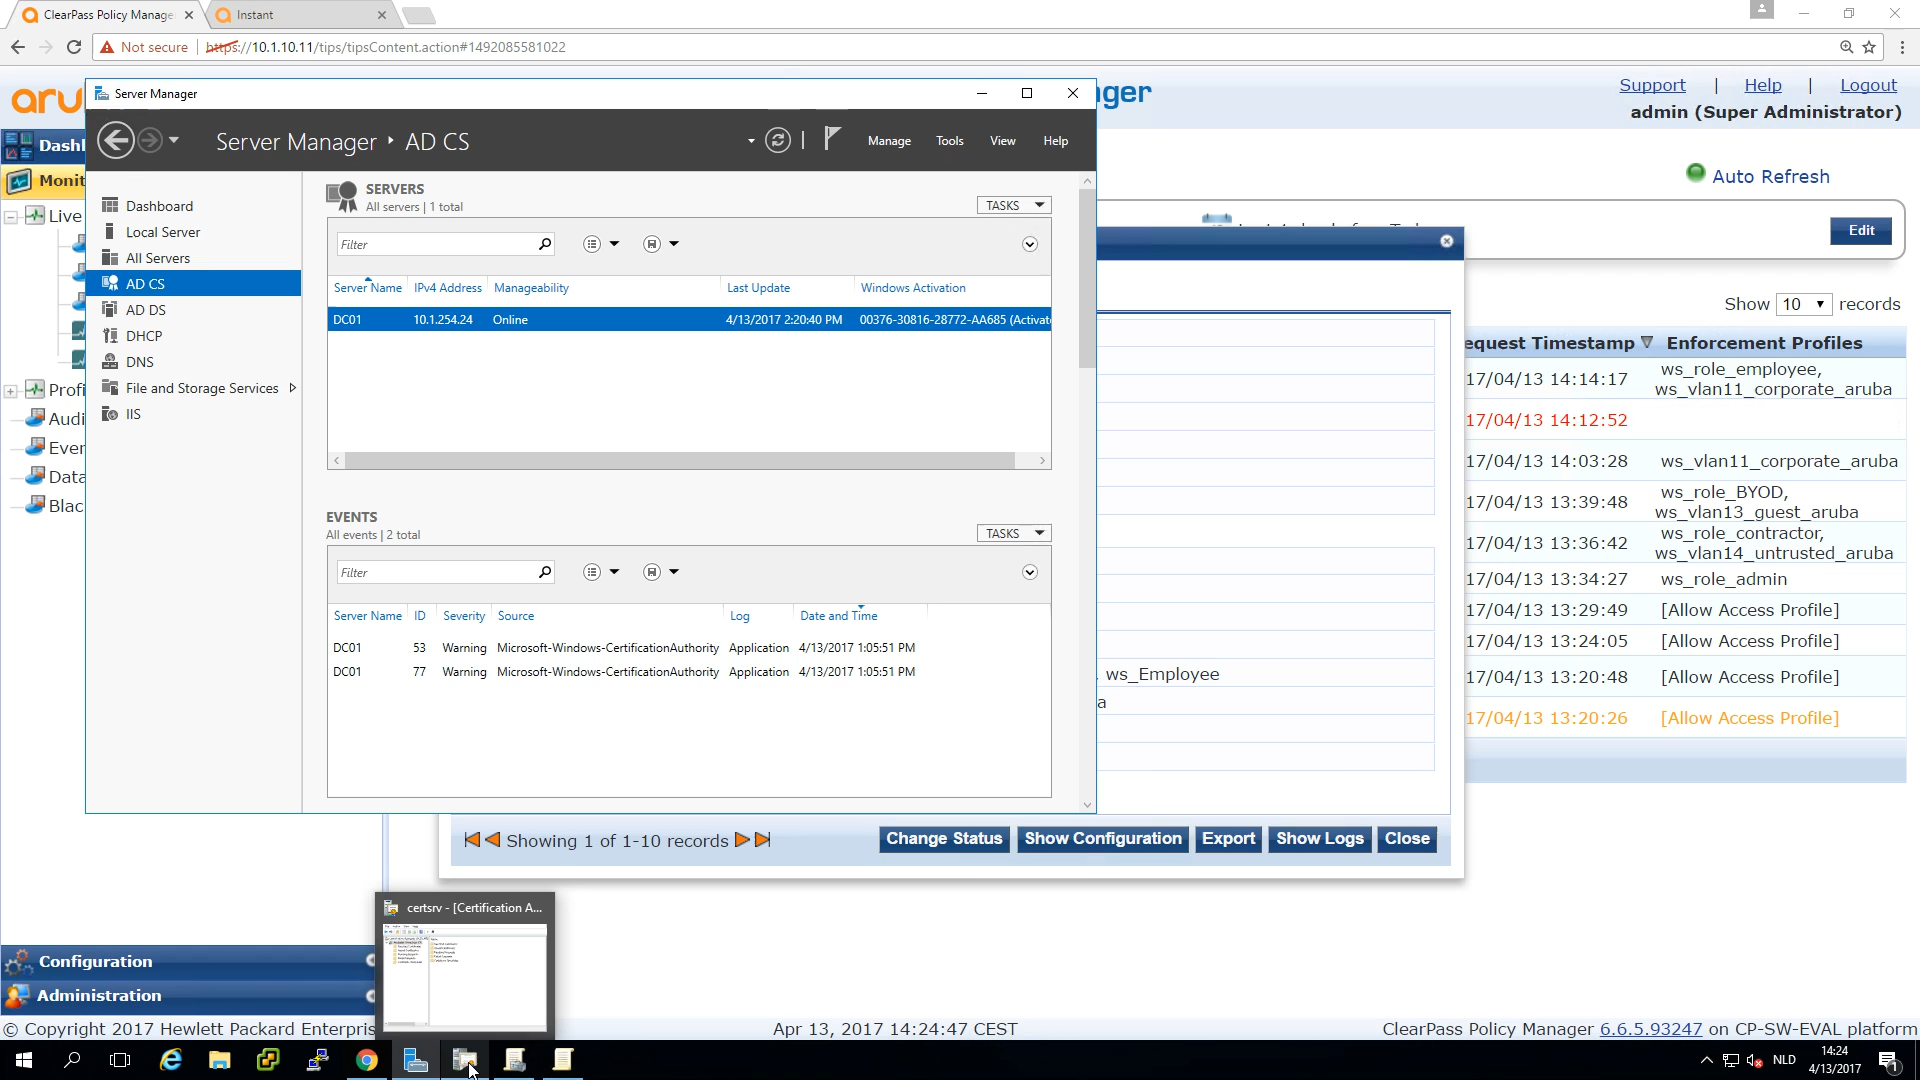 ClearPass Policy Manage
Instant
Not secure
https://10.1.10.11/tips/tipsContent.action#1492085581022
aru
ger
Support | Help | Logout
admin (Super Administrator)
Server Manager
Server Manager ‣ AD CS
Manage Tools View Help
Dash
Monit
Live
Profi
Audi
Even
Data
Blac
Configuration
Administration
Dashboard
Local Server
All Servers
AD CS
AD DS
DHCP
DNS
File and Storage Services
IIS
SERVERS
All servers | 1 total
TASKS
Filter
Server Name IPv4 Address Manageability Last Update Windows Activation
DC01 10.1.254.24 Online 4/13/2017 2:20:40 PM 00376-30816-28772-AA685 (Activat
EVENTS
All events | 2 total
TASKS
Filter
Server Name ID Severity Source Log Date and Time
DC01 53 Warning Microsoft-Windows-CertificationAuthority Application 4/13/2017 1:05:51 PM
DC01 77 Warning Microsoft-Windows-CertificationAuthority Application 4/13/2017 1:05:51 PM
, ws_Employee
a
Showing 1 of 1-10 records
Change Status Show Configuration Export Show Logs Close
Auto Refresh
Edit
Show 10 records
equest Timestamp Enforcement Profiles
17/04/13 14:14:17 ws_role_employee,
ws_vlan11_corporate_aruba
17/04/13 14:12:52
17/04/13 14:03:28 ws_vlan11_corporate_aruba
17/04/13 13:39:48 ws_role_BYOD,
ws_vlan13_guest_aruba
17/04/13 13:36:42 ws_role_contractor,
ws_vlan14_untrusted_aruba
17/04/13 13:34:27 ws_role_admin
17/04/13 13:29:49 [Allow Access Profile]
17/04/13 13:24:05 [Allow Access Profile]
17/04/13 13:20:48 [Allow Access Profile]
17/04/13 13:20:26 [Allow Access Profile]
certsrv - [Certification A...
© Copyright 2017 Hewlett Packard Enterpris
Apr 13, 2017 14:24:47 CEST
ClearPass Policy Manager 6.6.5.93247 on CP-SW-EVAL platform
NLD
14:24
4/13/2017
1